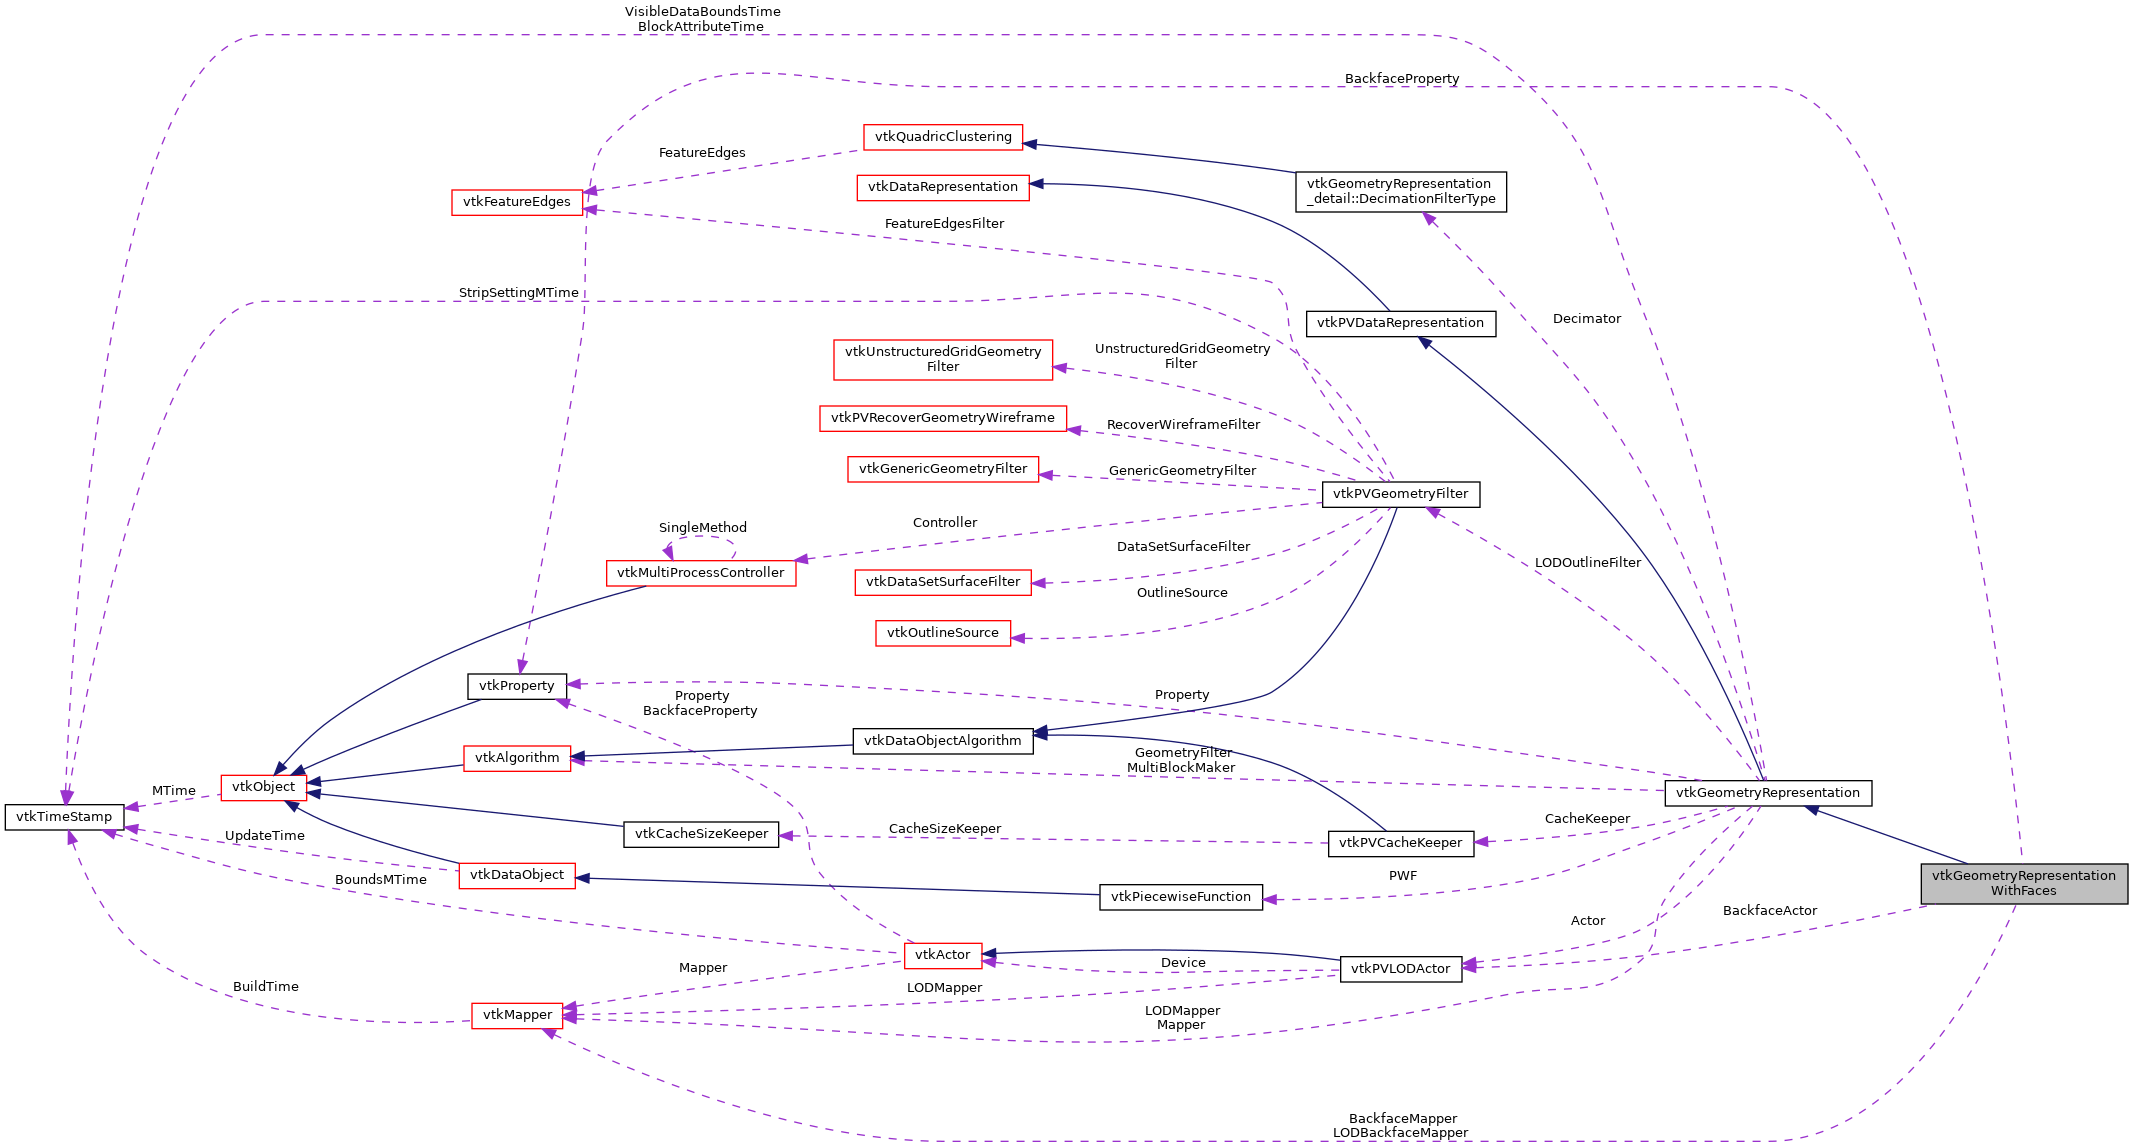 VisibleDataBoundsTime
BlockAttributeTime
BackfaceProperty
vtkQuadricClustering
FeatureEdges
vtkDataRepresentation
vtkGeometryRepresentation
_detail::DecimationFilterType
vtkFeatureEdges
FeatureEdgesFilter
StripSettingMTime
Decimator
vtkPVDataRepresentation
vtkUnstructuredGridGeometry
Filter
UnstructuredGridGeometry
Filter
vtkPVRecoverGeometryWireframe
RecoverWireframeFilter
vtkGenericGeometryFilter
GenericGeometryFilter
vtkPVGeometryFilter
SingleMethod
Controller
vtkMultiProcessController
DataSetSurfaceFilter
LODOutlineFilter
vtkDataSetSurfaceFilter
OutlineSource
vtkOutlineSource
vtkProperty
Property
BackfaceProperty
Property
vtkDataObjectAlgorithm
vtkAlgorithm
GeometryFilter
MultiBlockMaker
vtkObject
MTime
vtkGeometryRepresentation
vtkTimeStamp
UpdateTime
vtkCacheSizeKeeper
CacheSizeKeeper
CacheKeeper
vtkPVCacheKeeper
vtkDataObject
BoundsMTime
PWF
vtkGeometryRepresentation
WithFaces
vtkPiecewiseFunction
Actor
BackfaceActor
vtkActor
Device
vtkPVLODActor
Mapper
BuildTime
LODMapper
vtkMapper
LODMapper
Mapper
BackfaceMapper
LODBackfaceMapper